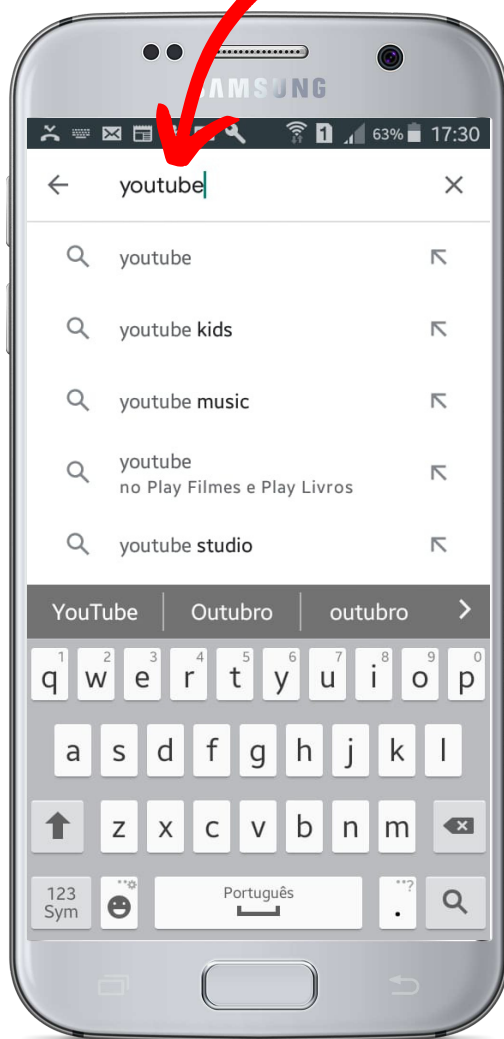 SAMSUNG
1 63% 17:30
youtube
youtube
youtube kids
youtube music
youtube
no Play Filmes e Play Livros
youtube studio
YouTube Outubro outubro
1 2 3 4 5 6 7 8 9 0
q w e r t y u i o p
a s d f g h j k l
z x c v b n m
123 Português ?
Sym .